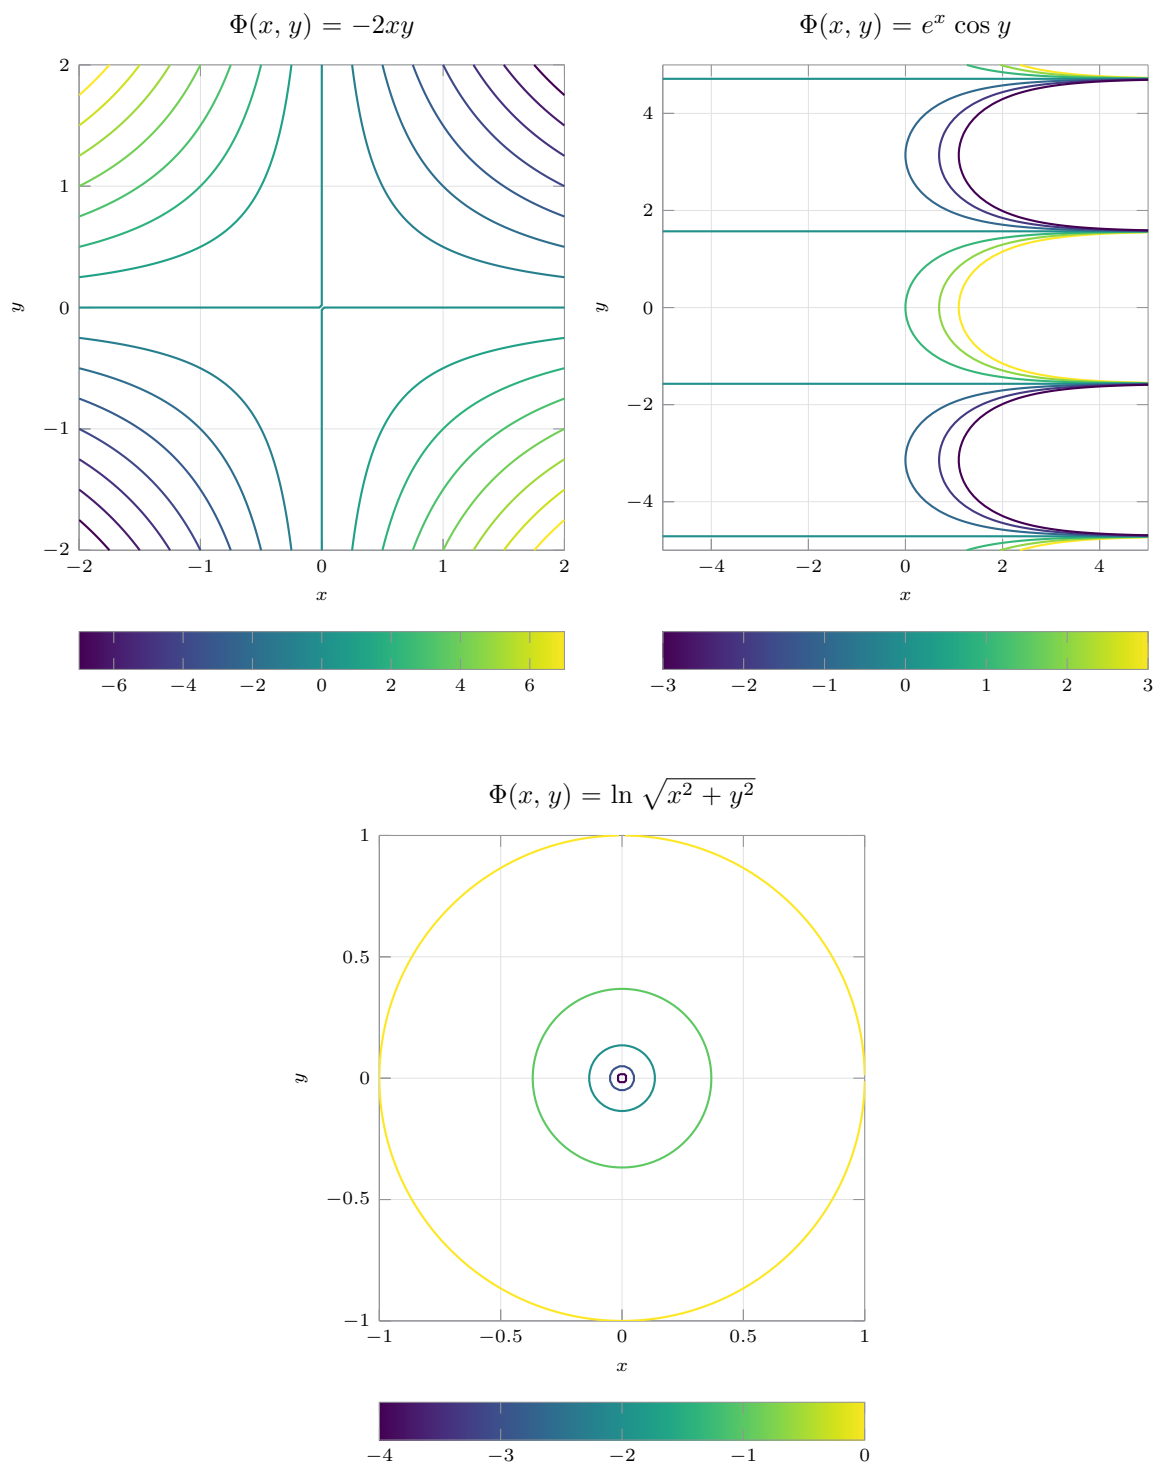 Φ(x, y) = −2xy
2
1
0
−1
−2
y
−2 −1 0 1 2
x
−6 −4 −2 0 2 4 6
Φ(x, y) = eˣ cos y
4
2
0
−2
−4
y
−4 −2 0 2 4
x
−3 −2 −1 0 1 2 3
Φ(x, y) = ln √(x² + y²)
1
0.5
0
−0.5
−1
y
−1 −0.5 0 0.5 1
x
−4 −3 −2 −1 0